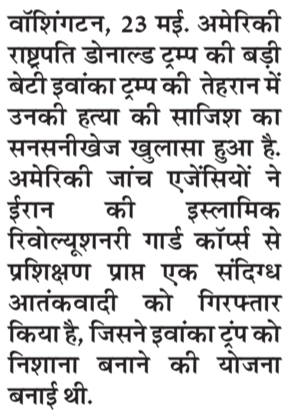 वॉशिंगटन, 23 मई. अमेरिकी
राष्ट्रपति डोनाल्ड ट्रम्प की बड़ी
बेटी इवांका ट्रम्प की तेहरान में
उनकी हत्या की साजिश का
सनसनीखेज खुलासा हुआ है.
अमेरिकी जांच एजेंसियों ने
ईरान की इस्लामिक
रिवोल्यूशनरी गार्ड कॉर्प्स से
प्रशिक्षण प्राप्त एक संदिग्ध
आतंकवादी को गिरफ्तार
किया है, जिसने इवांका ट्रंप को
निशाना बनाने की योजना
बनाई थी.